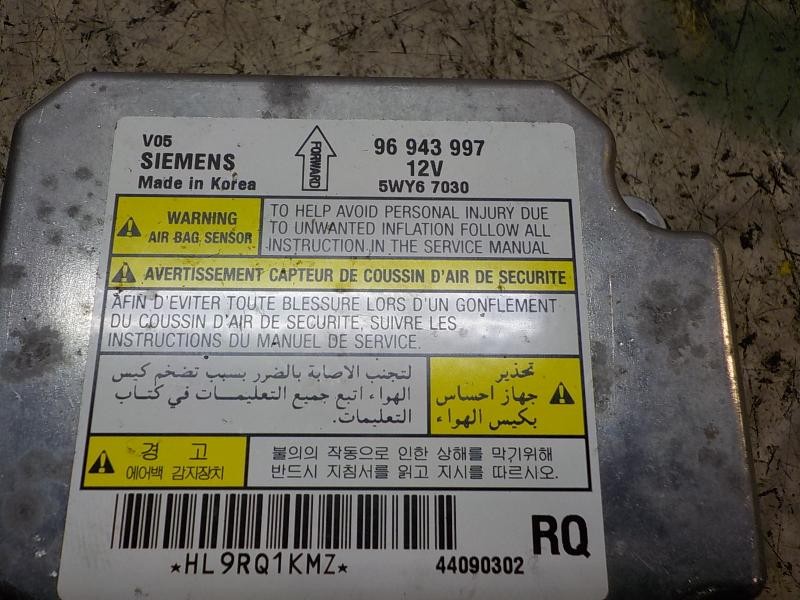 V05
SIEMENS
Made in Korea
FORWARD
96 943 997
12V
5WY6 7030
WARNING
AIR BAG SENSOR
TO HELP AVOID PERSONAL INJURY DUE
TO UNWANTED INFLATION FOLLOW ALL
INSTRUCTION IN THE SERVICE MANUAL
AVERTISSEMENT CAPTEUR DE COUSSIN D'AIR DE SECURITE
AFIN D'EVITER TOUTE BLESSURE LORS D'UN GONFLEMENT
DU COUSSIN D'AIR DE SECURITE, SUIVRE LES
INSTRUCTIONS DU MANUEL DE SERVICE.
تحذير
جهاز احساس
بكيس الهواء
لتجنب الاصابة بالضرر بسبب تضخم كيس
الهواء اتبع جميع التعليمات في كتاب
التعليمات.
경 고
에어백 감지장치
불의의 작동으로 인한 상해를 막기위해
반드시 지침서를 읽고 지시를 따르시오.
*HL9RQ1KMZ*
44090302
RQ